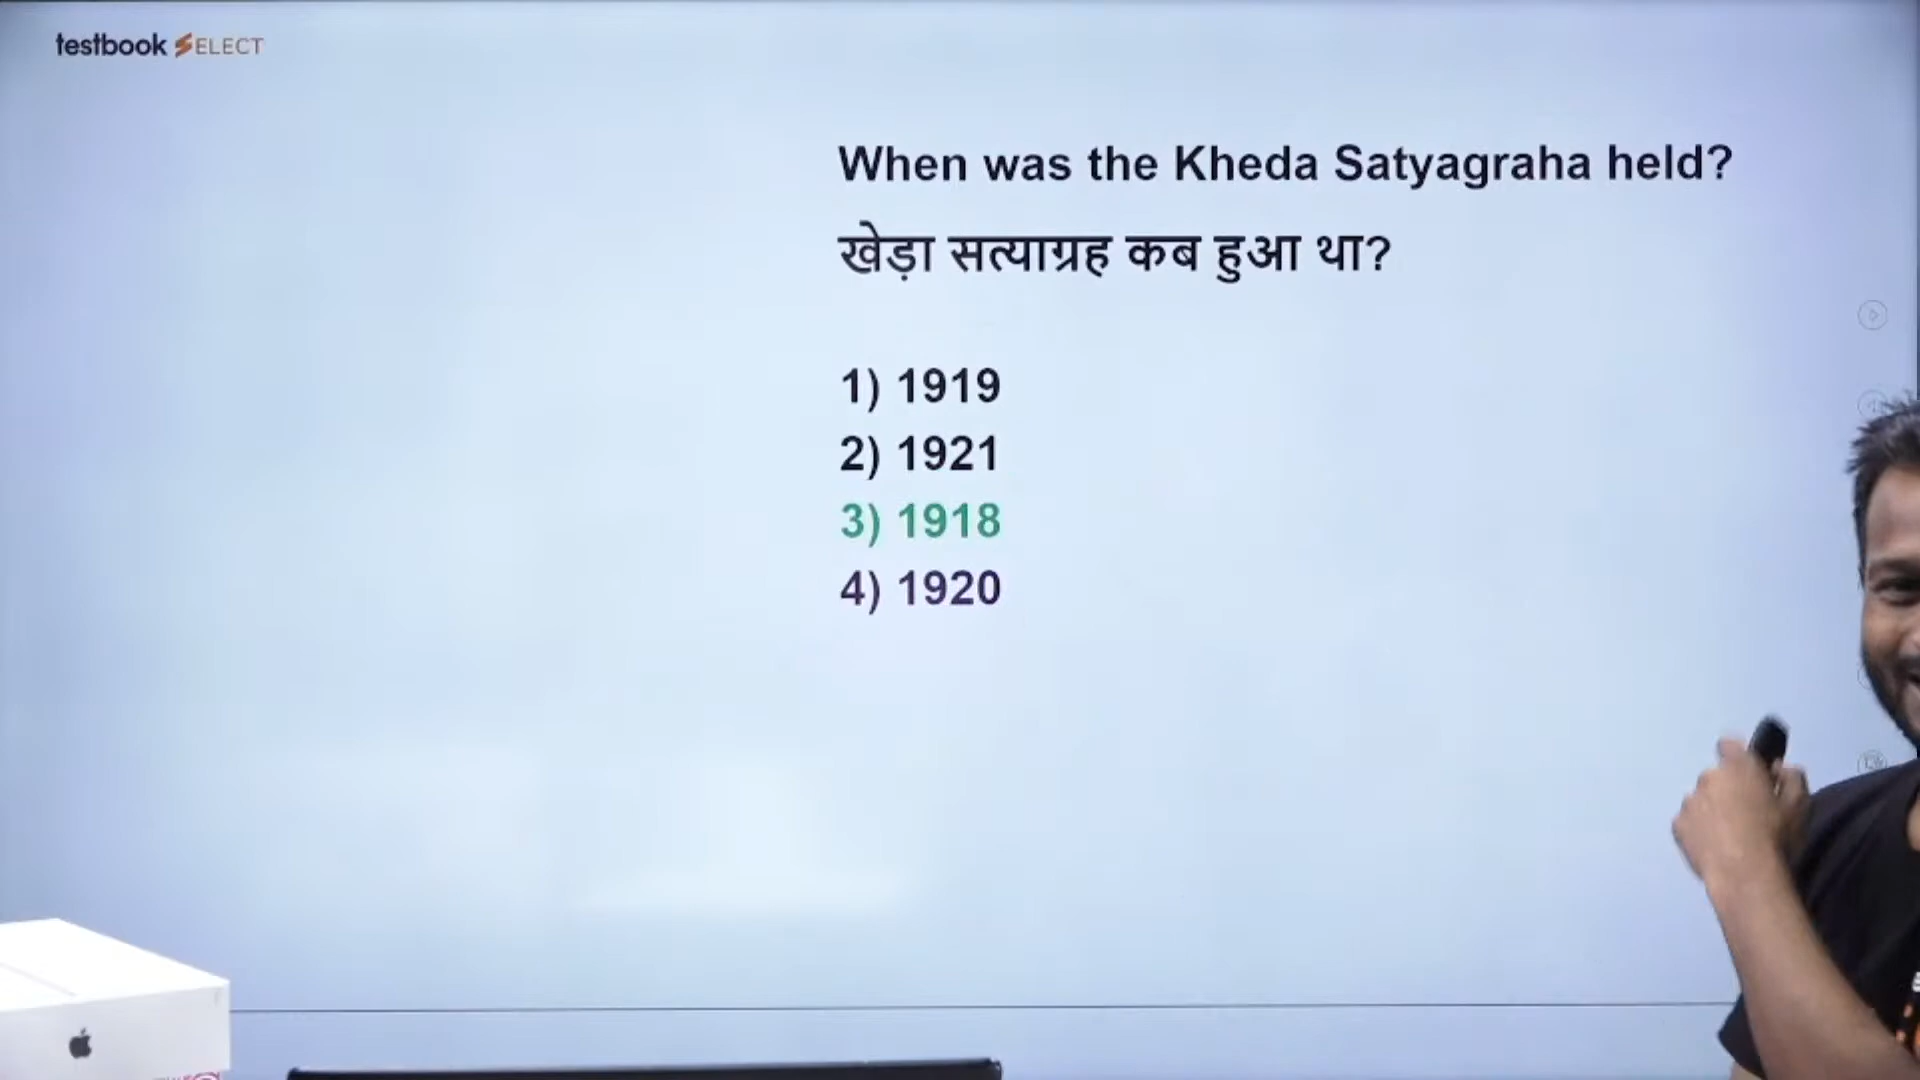 testbook SELECT
When was the Kheda Satyagraha held?
खेड़ा सत्याग्रह कब हुआ था?
1) 1919
2) 1921
3) 1918
4) 1920